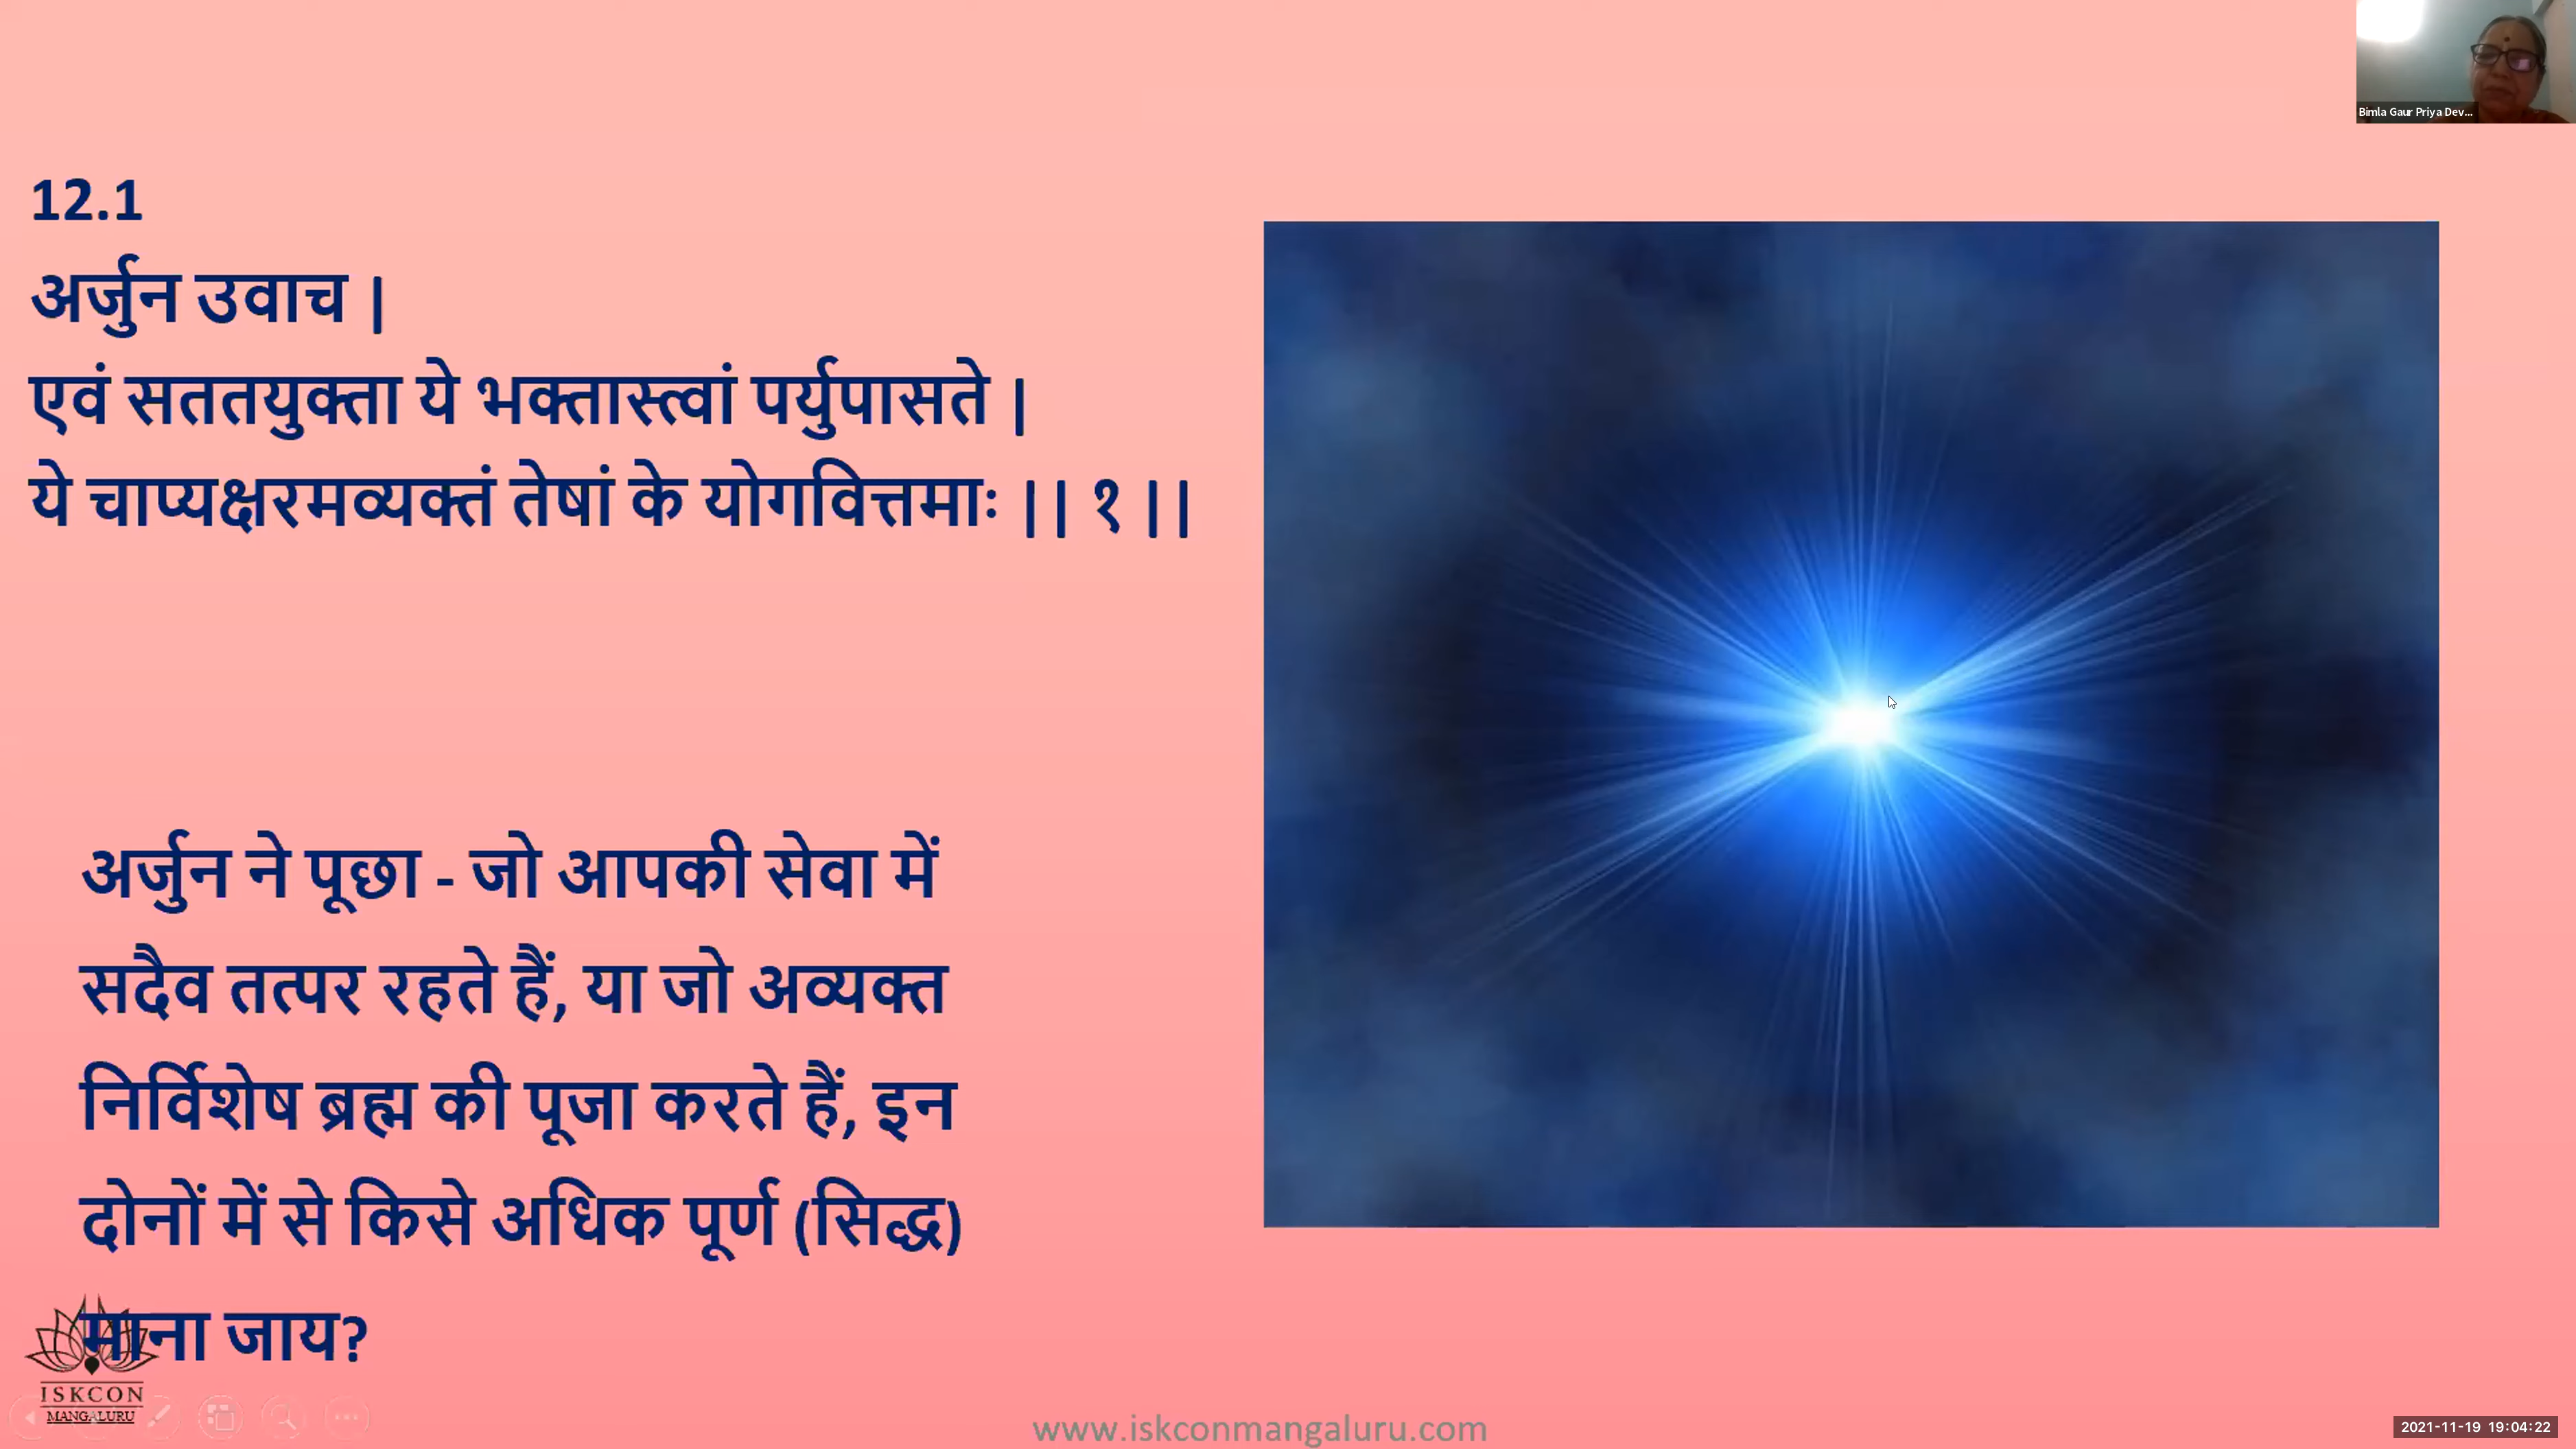 Bimla Gaur Priya Dev...
12.1
अर्जुन उवाच |
एवं सततयुक्ता ये भक्तास्त्वां पर्युपासते |
ये चाप्यक्षरमव्यक्तं तेषां के योगवित्तमाः || १ ||
अर्जुन ने पूछा - जो आपकी सेवा में
सदैव तत्पर रहते हैं, या जो अव्यक्त
निर्विशेष ब्रह्म की पूजा करते हैं, इन
दोनों में से किसे अधिक पूर्ण (सिद्ध)
माना जाय?
ISKCON
MANGALURU
www.iskconmangaluru.com
2021-11-19 19:04:22